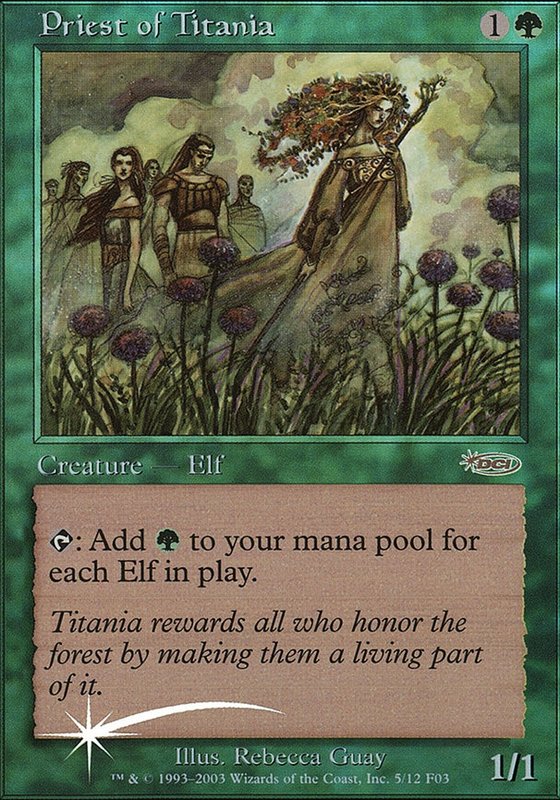 Priest of Titania 1
Creature — Elf
DCI
: Add to your mana pool for
each Elf in play.
Titania rewards all who honor the
forest by making them a living part
of it.
Illus. Rebecca Guay
™ & © 1993–2003 Wizards of the Coast, Inc. 5/12 F03
1/1